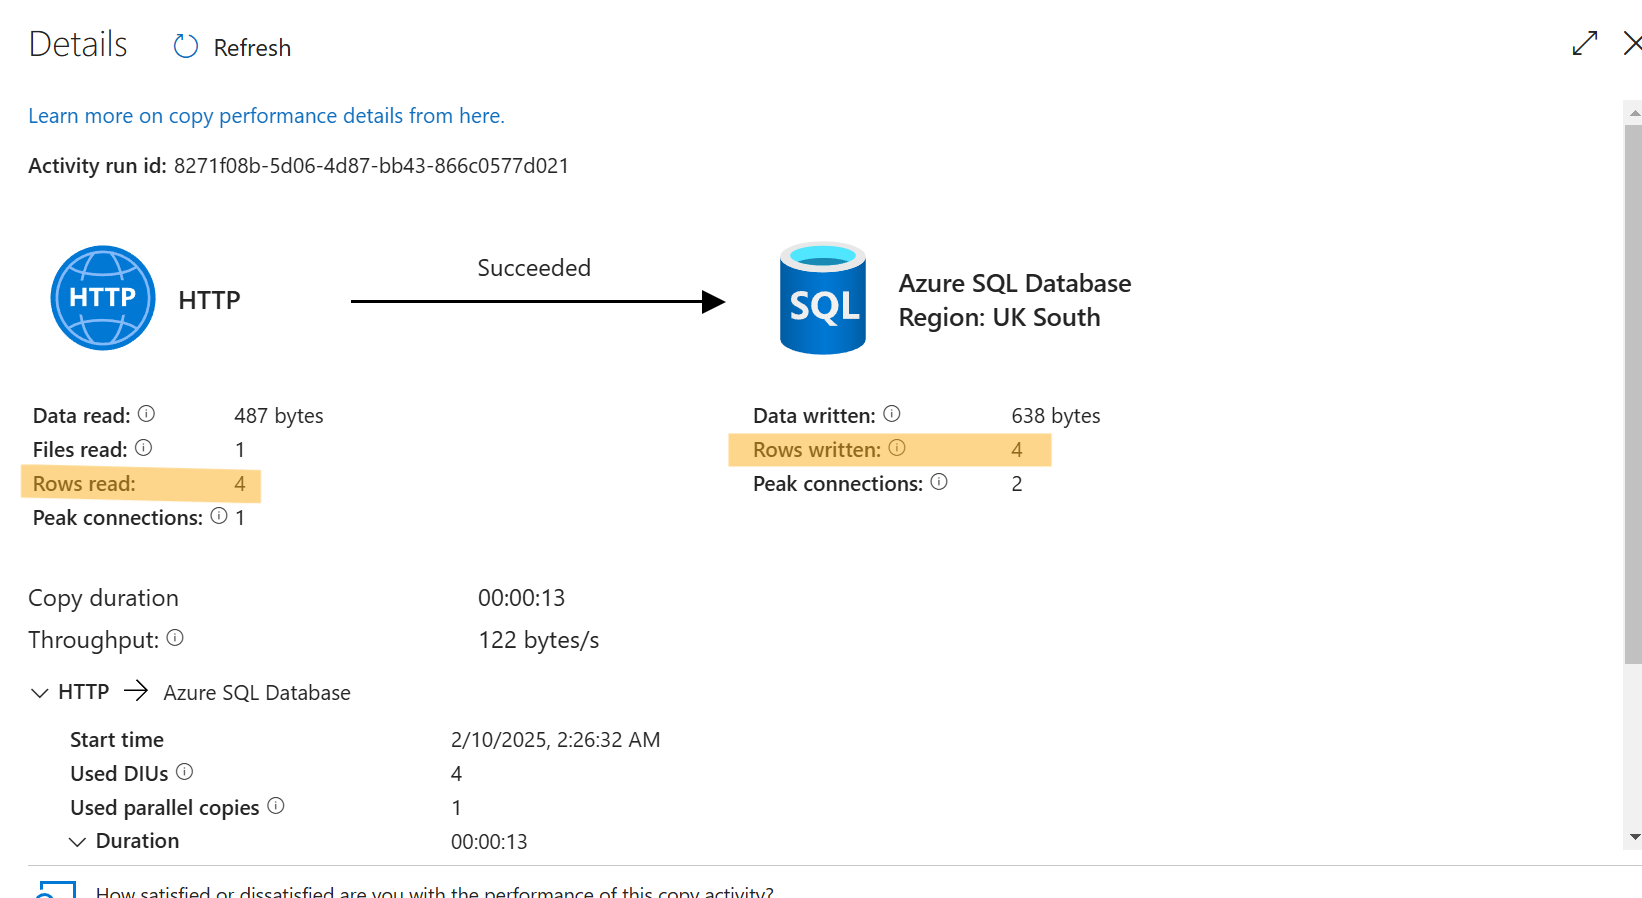 Details Refresh
Learn more on copy performance details from here.
Activity run id: 8271f08b-5d06-4d87-bb43-866c0577d021
HTTP
HTTP
Succeeded
SQL
Azure SQL Database
Region: UK South
Data read: 487 bytes
Files read: 1
Rows read: 4
Peak connections: 1
Data written: 638 bytes
Rows written: 4
Peak connections: 2
Copy duration 00:00:13
Throughput: 122 bytes/s
HTTP → Azure SQL Database
Start time 2/10/2025, 2:26:32 AM
Used DIUs 4
Used parallel copies 1
Duration 00:00:13
How satisfied or dissatisfied are you with the performance of this copy activity?